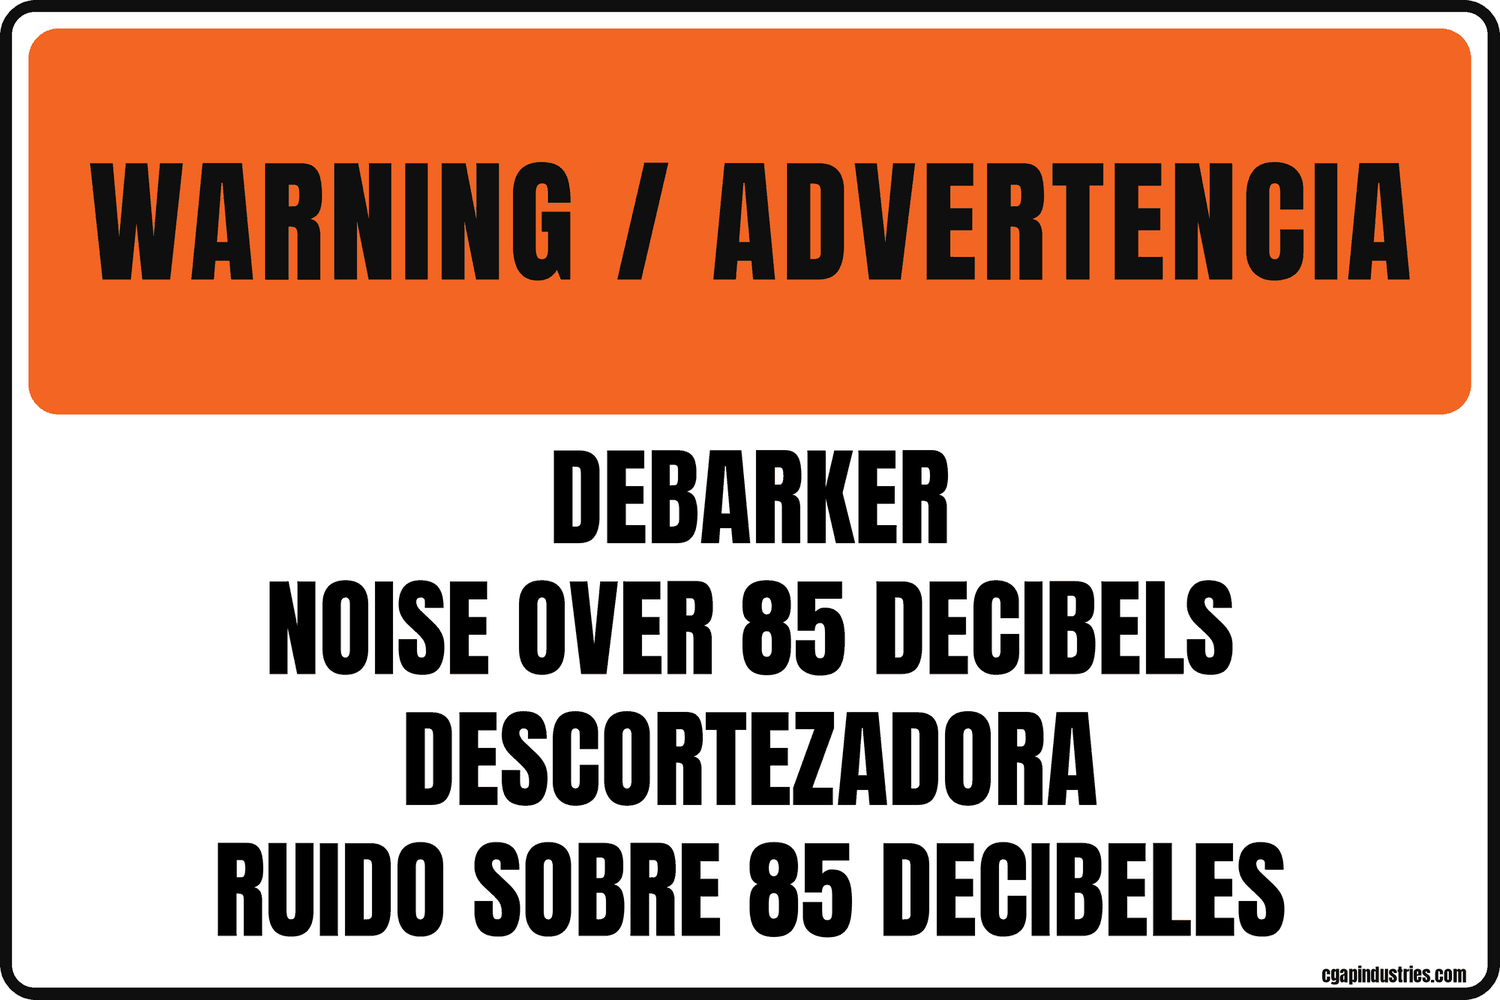 WARNING / ADVERTENCIA
DEBARKER
NOISE OVER 85 DECIBELS
DESCORTEZADORA
RUIDO SOBRE 85 DECIBELES
cgapindustries.com